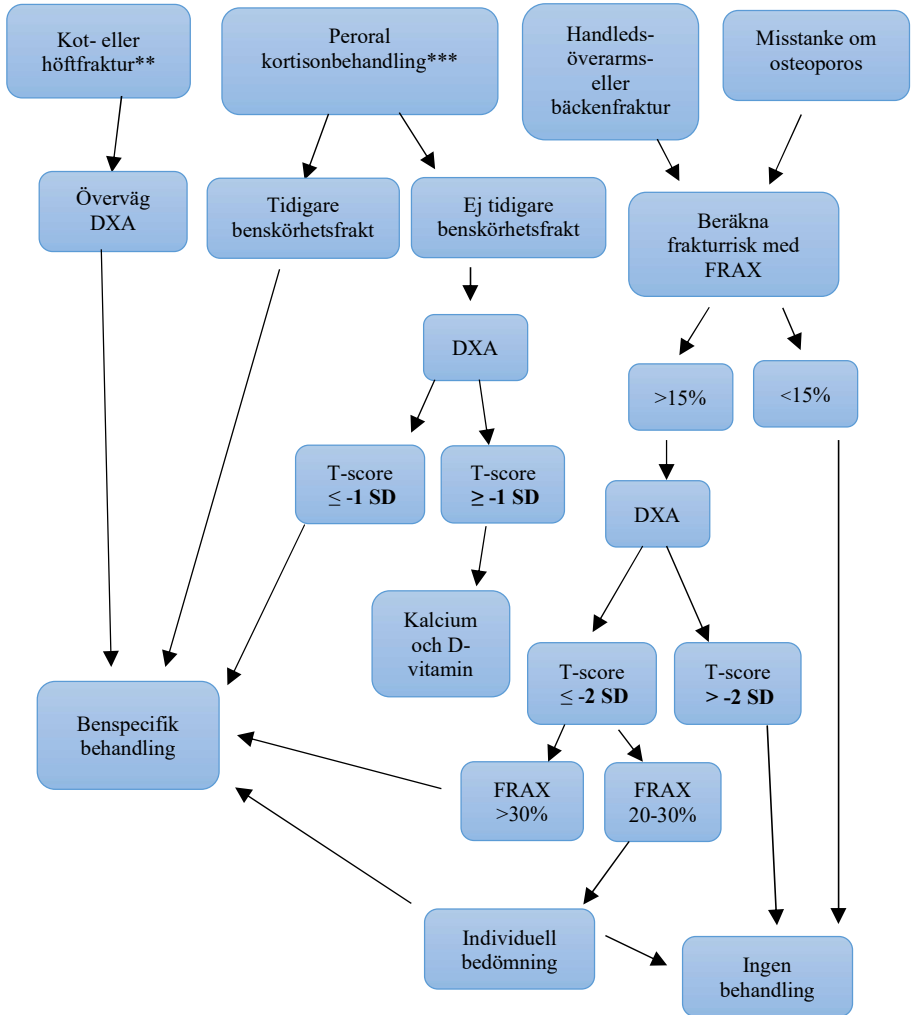 Kot- eller
höftfraktur**
Peroral
kortisonbehandling***
Handleds-
överarms-
eller
bäckenfraktur
Misstanke om
osteoporos
Överväg
DXA
Tidigare
benskörhetsfrakt
Ej tidigare
benskörhetsfrakt
Beräkna
frakturrisk med
FRAX
DXA
>15%
<15%
T-score
≤ -1 SD
T-score
≥ -1 SD
DXA
Kalcium
och D-
vitamin
T-score
≤ -2 SD
T-score
> -2 SD
Benspecifik
behandling
FRAX
>30%
FRAX
20-30%
Individuell
bedömning
Ingen
behandling